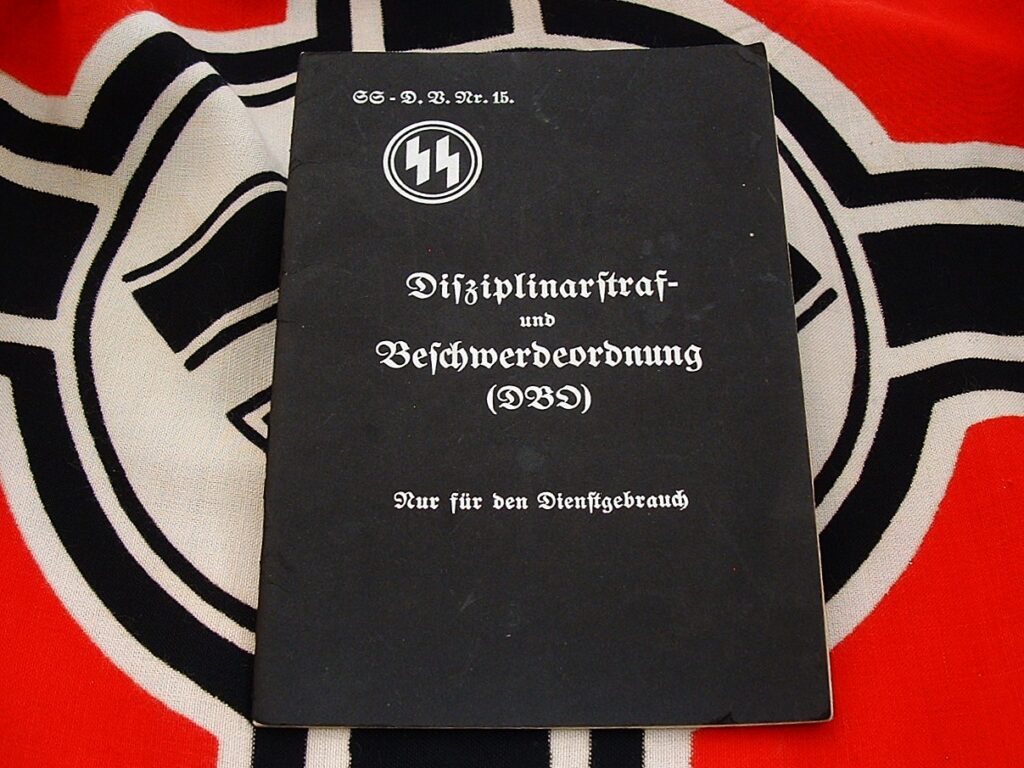 SS - D. V. Nr. 15.
Diſziplinarſtraf-
und
Beſchwerdeordnung
(DBO)
Nur für den Dienſtgebrauch